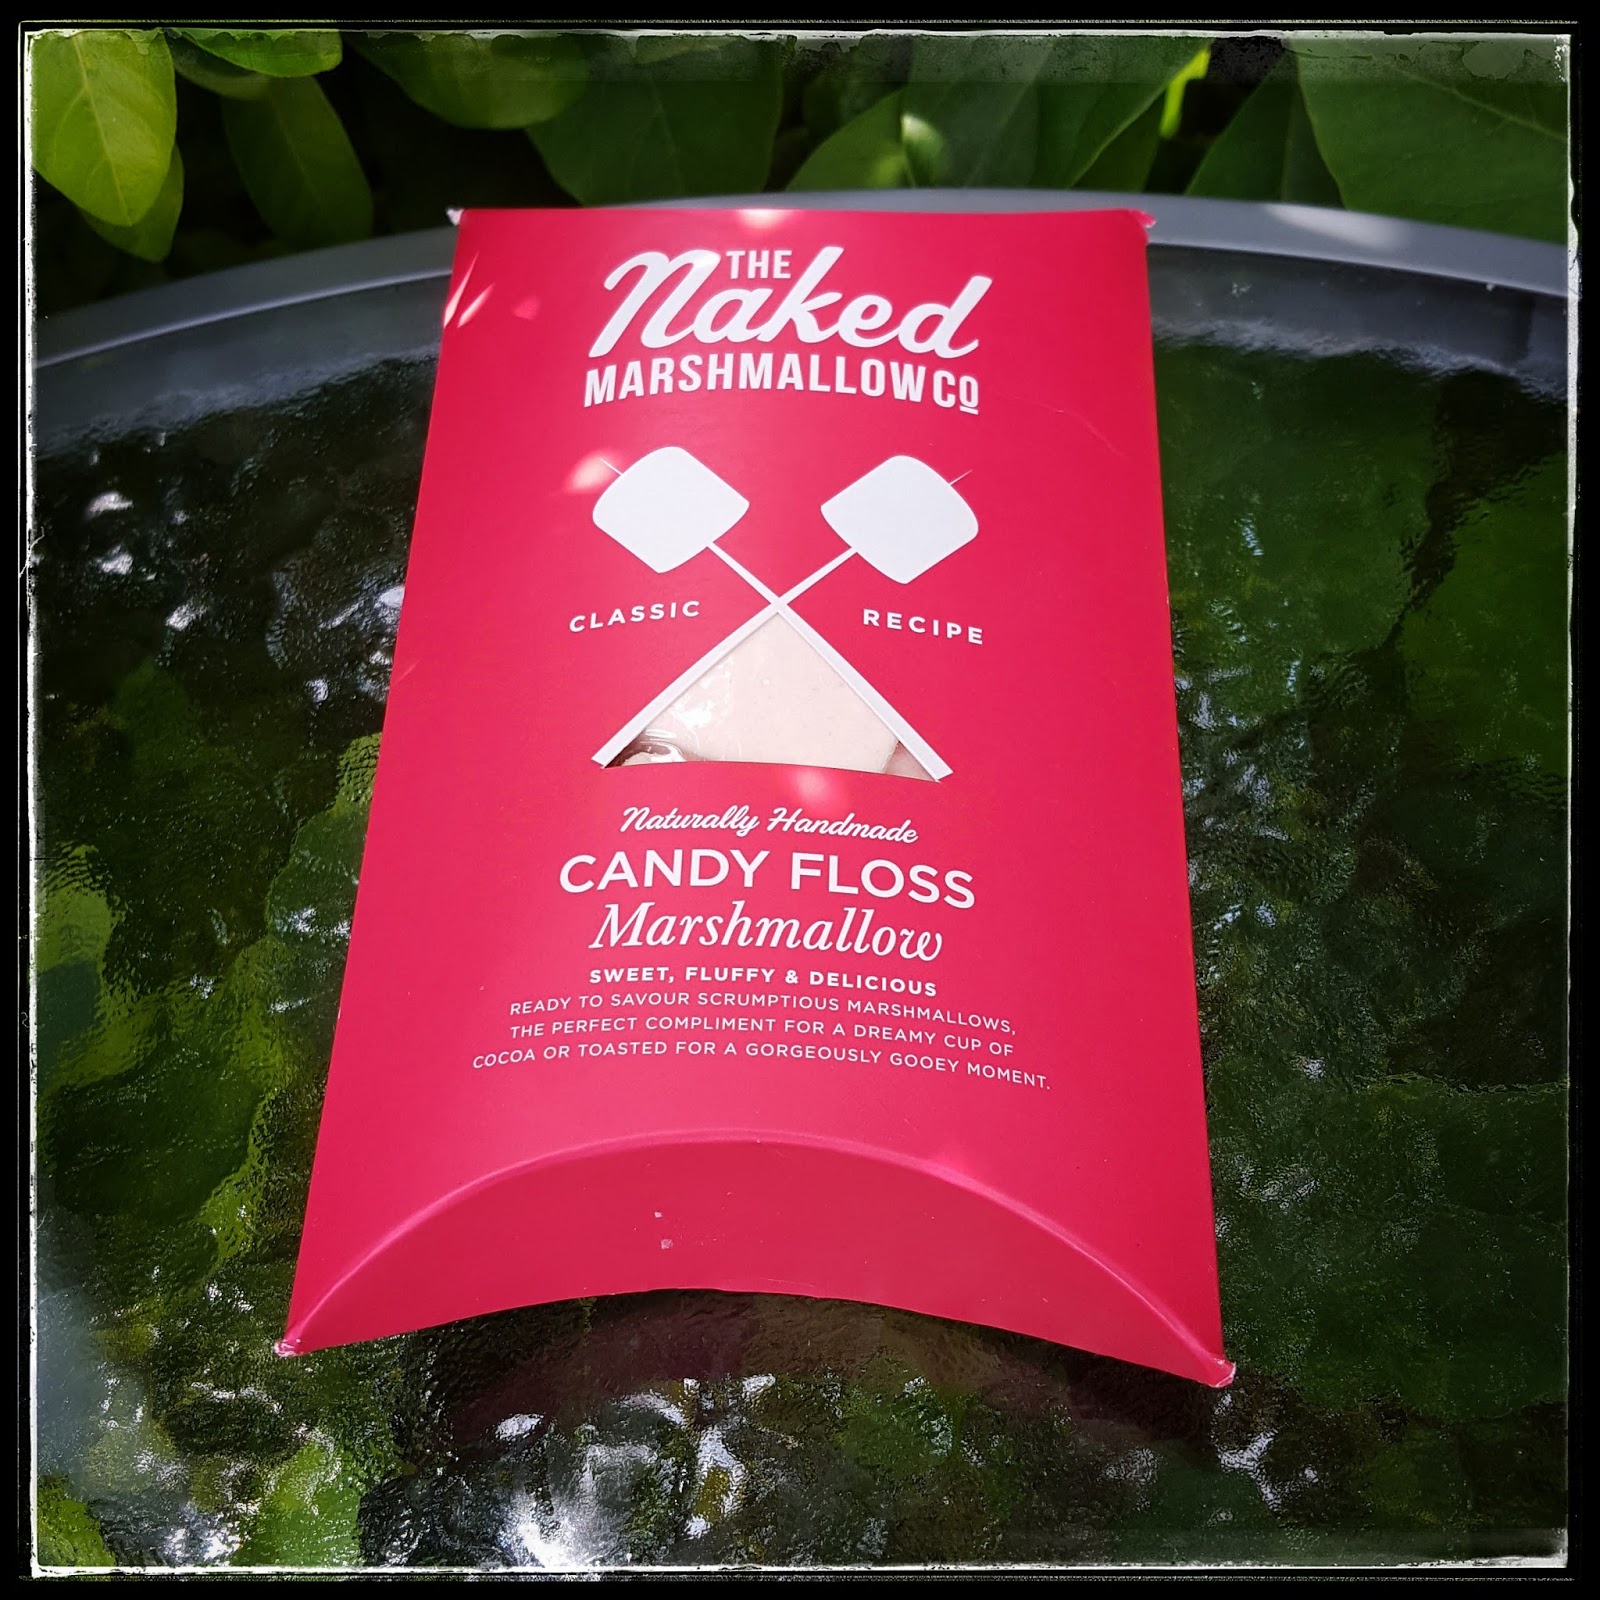 THE
Naked
MARSHMALLOW CO
CLASSIC RECIPE
Naturally Handmade
CANDY FLOSS
Marshmallow
SWEET, FLUFFY & DELICIOUS
READY TO SAVOUR SCRUMPTIOUS MARSHMALLOWS,
THE PERFECT COMPLIMENT FOR A DREAMY CUP OF
COCOA OR TOASTED FOR A GORGEOUSLY GOOEY MOMENT.